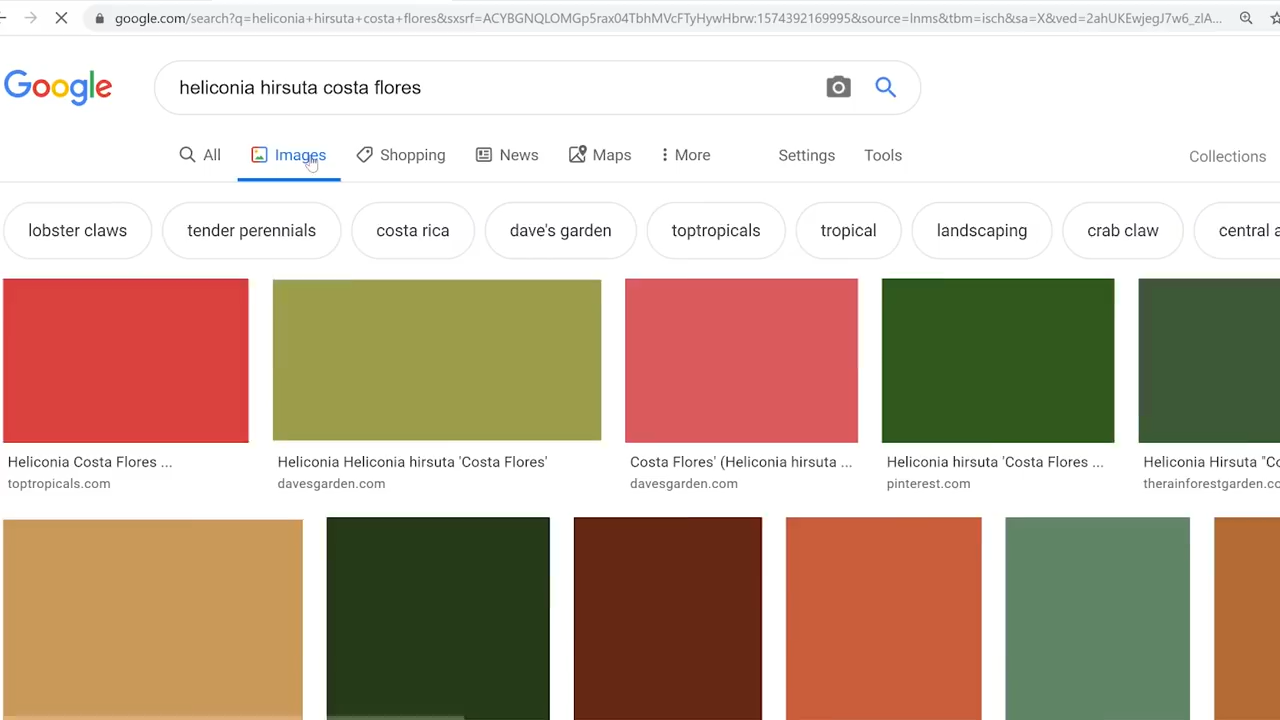 google.com/search?q=heliconia+hirsuta+costa+flores&sxsrf=ACYBGNQLOMGp5rax04TbhMVcFTyHywHbrw:1574392169995&source=lnms&tbm=isch&sa=X&ved=2ahUKEwjegJ7w6_zlA...
Google
heliconia hirsuta costa flores
All Images Shopping News Maps More Settings Tools Collections
lobster claws tender perennials costa rica dave's garden toptropicals tropical landscaping crab claw central a
Heliconia Costa Flores ... Heliconia Heliconia hirsuta 'Costa Flores' Costa Flores' (Heliconia hirsuta ... Heliconia hirsuta 'Costa Flores ... Heliconia Hirsuta "Co
toptropicals.com davesgarden.com davesgarden.com pinterest.com therainforestgarden.co